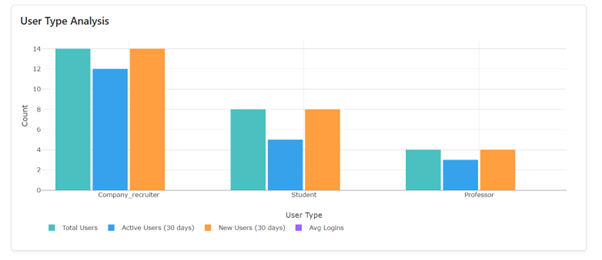 User Type Analysis
14
12
10
8
6
4
2
0
Count
Company_recruiter Student Professor
User Type
Total Users Active Users (30 days) New Users (30 days) Avg Logins